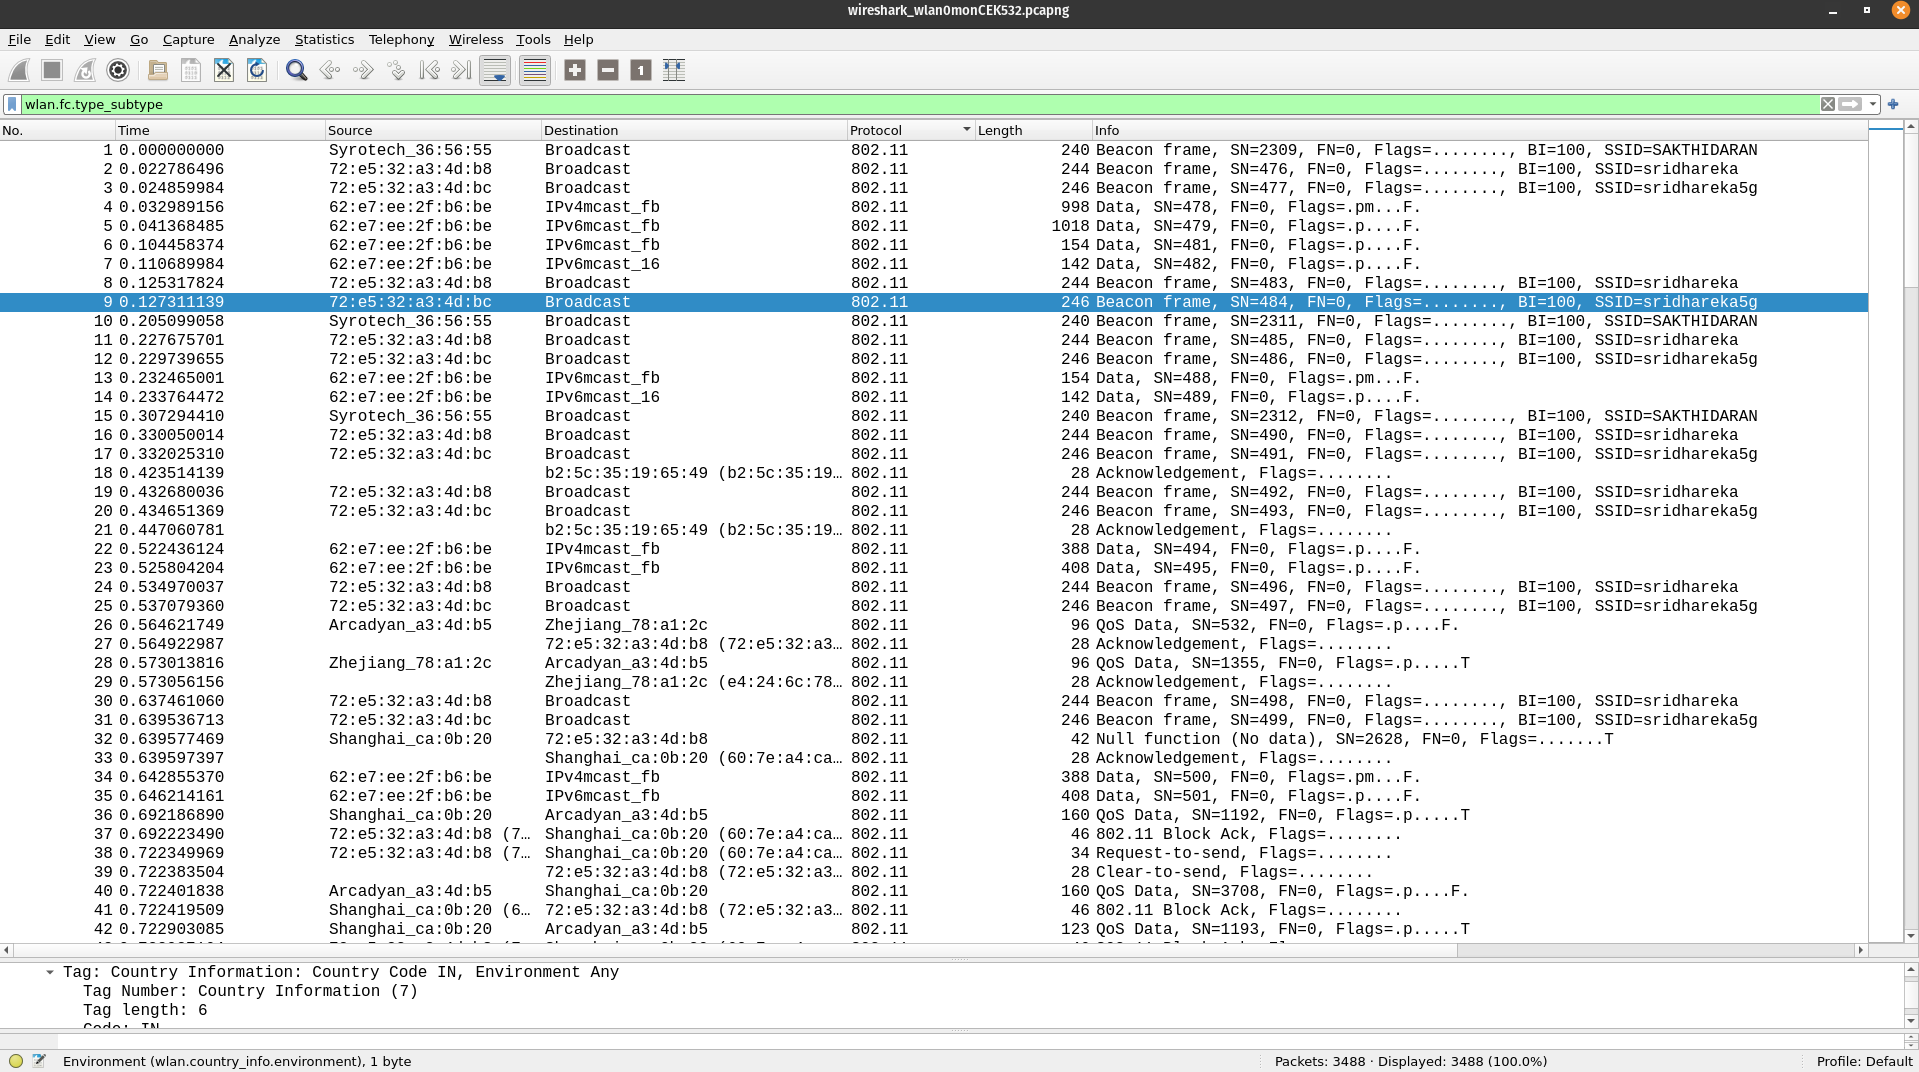 wireshark_wlan0monCEK532.pcapng
File Edit View Go Capture Analyze Statistics Telephony Wireless Tools Help
wlan.fc.type_subtype
No. Time Source Destination Protocol Length Info
1 0.000000000 Syrotech_36:56:55 Broadcast 802.11 240 Beacon frame, SN=2309, FN=0, Flags=........, BI=100, SSID=SAKTHIDARAN
2 0.022786496 72:e5:32:a3:4d:b8 Broadcast 802.11 244 Beacon frame, SN=476, FN=0, Flags=........, BI=100, SSID=sridhareka
3 0.024859984 72:e5:32:a3:4d:bc Broadcast 802.11 246 Beacon frame, SN=477, FN=0, Flags=........, BI=100, SSID=sridhareka5g
4 0.032989156 62:e7:ee:2f:b6:be IPv4mcast_fb 802.11 998 Data, SN=478, FN=0, Flags=.pm...F.
5 0.041368485 62:e7:ee:2f:b6:be IPv6mcast_fb 802.11 1018 Data, SN=479, FN=0, Flags=.p....F.
6 0.104458374 62:e7:ee:2f:b6:be IPv6mcast_fb 802.11 154 Data, SN=481, FN=0, Flags=.p....F.
7 0.110689984 62:e7:ee:2f:b6:be IPv6mcast_16 802.11 142 Data, SN=482, FN=0, Flags=.p....F.
8 0.125317824 72:e5:32:a3:4d:b8 Broadcast 802.11 244 Beacon frame, SN=483, FN=0, Flags=........, BI=100, SSID=sridhareka
9 0.127311139 72:e5:32:a3:4d:bc Broadcast 802.11 246 Beacon frame, SN=484, FN=0, Flags=........, BI=100, SSID=sridhareka5g
10 0.205099058 Syrotech_36:56:55 Broadcast 802.11 240 Beacon frame, SN=2311, FN=0, Flags=........, BI=100, SSID=SAKTHIDARAN
11 0.227675701 72:e5:32:a3:4d:b8 Broadcast 802.11 244 Beacon frame, SN=485, FN=0, Flags=........, BI=100, SSID=sridhareka
12 0.229739655 72:e5:32:a3:4d:bc Broadcast 802.11 246 Beacon frame, SN=486, FN=0, Flags=........, BI=100, SSID=sridhareka5g
13 0.232465001 62:e7:ee:2f:b6:be IPv6mcast_fb 802.11 154 Data, SN=488, FN=0, Flags=.pm...F.
14 0.233764472 62:e7:ee:2f:b6:be IPv6mcast_16 802.11 142 Data, SN=489, FN=0, Flags=.p....F.
15 0.307294410 Syrotech_36:56:55 Broadcast 802.11 240 Beacon frame, SN=2312, FN=0, Flags=........, BI=100, SSID=SAKTHIDARAN
16 0.330050014 72:e5:32:a3:4d:b8 Broadcast 802.11 244 Beacon frame, SN=490, FN=0, Flags=........, BI=100, SSID=sridhareka
17 0.332025310 72:e5:32:a3:4d:bc Broadcast 802.11 246 Beacon frame, SN=491, FN=0, Flags=........, BI=100, SSID=sridhareka5g
18 0.423514139 b2:5c:35:19:65:49 (b2:5c:35:19… 802.11 28 Acknowledgement, Flags=........
19 0.432680036 72:e5:32:a3:4d:b8 Broadcast 802.11 244 Beacon frame, SN=492, FN=0, Flags=........, BI=100, SSID=sridhareka
20 0.434651369 72:e5:32:a3:4d:bc Broadcast 802.11 246 Beacon frame, SN=493, FN=0, Flags=........, BI=100, SSID=sridhareka5g
21 0.447060781 b2:5c:35:19:65:49 (b2:5c:35:19… 802.11 28 Acknowledgement, Flags=........
22 0.522436124 62:e7:ee:2f:b6:be IPv4mcast_fb 802.11 388 Data, SN=494, FN=0, Flags=.p....F.
23 0.525804204 62:e7:ee:2f:b6:be IPv6mcast_fb 802.11 408 Data, SN=495, FN=0, Flags=.p....F.
24 0.534970037 72:e5:32:a3:4d:b8 Broadcast 802.11 244 Beacon frame, SN=496, FN=0, Flags=........, BI=100, SSID=sridhareka
25 0.537079360 72:e5:32:a3:4d:bc Broadcast 802.11 246 Beacon frame, SN=497, FN=0, Flags=........, BI=100, SSID=sridhareka5g
26 0.564621749 Arcadyan_a3:4d:b5 Zhejiang_78:a1:2c 802.11 96 QoS Data, SN=532, FN=0, Flags=.p....F.
27 0.564922987 72:e5:32:a3:4d:b8 (72:e5:32:a3… 802.11 28 Acknowledgement, Flags=........
28 0.573013816 Zhejiang_78:a1:2c Arcadyan_a3:4d:b5 802.11 96 QoS Data, SN=1355, FN=0, Flags=.p.....T
29 0.573056156 Zhejiang_78:a1:2c (e4:24:6c:78… 802.11 28 Acknowledgement, Flags=........
30 0.637461060 72:e5:32:a3:4d:b8 Broadcast 802.11 244 Beacon frame, SN=498, FN=0, Flags=........, BI=100, SSID=sridhareka
31 0.639536713 72:e5:32:a3:4d:bc Broadcast 802.11 246 Beacon frame, SN=499, FN=0, Flags=........, BI=100, SSID=sridhareka5g
32 0.639577469 Shanghai_ca:0b:20 72:e5:32:a3:4d:b8 802.11 42 Null function (No data), SN=2628, FN=0, Flags=.......T
33 0.639597397 Shanghai_ca:0b:20 (60:7e:a4:ca… 802.11 28 Acknowledgement, Flags=........
34 0.642855370 62:e7:ee:2f:b6:be IPv4mcast_fb 802.11 388 Data, SN=500, FN=0, Flags=.pm...F.
35 0.646214161 62:e7:ee:2f:b6:be IPv6mcast_fb 802.11 408 Data, SN=501, FN=0, Flags=.p....F.
36 0.692186890 Shanghai_ca:0b:20 Arcadyan_a3:4d:b5 802.11 160 QoS Data, SN=1192, FN=0, Flags=.p.....T
37 0.692223490 72:e5:32:a3:4d:b8 (7… Shanghai_ca:0b:20 (60:7e:a4:ca… 802.11 46 802.11 Block Ack, Flags=........
38 0.722349969 72:e5:32:a3:4d:b8 (7… Shanghai_ca:0b:20 (60:7e:a4:ca… 802.11 34 Request-to-send, Flags=........
39 0.722383504 72:e5:32:a3:4d:b8 (72:e5:32:a3… 802.11 28 Clear-to-send, Flags=........
40 0.722401838 Arcadyan_a3:4d:b5 Shanghai_ca:0b:20 802.11 160 QoS Data, SN=3708, FN=0, Flags=.p....F.
41 0.722419509 Shanghai_ca:0b:20 (6… 72:e5:32:a3:4d:b8 (72:e5:32:a3… 802.11 46 802.11 Block Ack, Flags=........
42 0.722903085 Shanghai_ca:0b:20 Arcadyan_a3:4d:b5 802.11 123 QoS Data, SN=1193, FN=0, Flags=.p.....T
Tag: Country Information: Country Code IN, Environment Any
Tag Number: Country Information (7)
Tag length: 6
Code: IN
Environment (wlan.country_info.environment), 1 byte
Packets: 3488 · Displayed: 3488 (100.0%)
Profile: Default